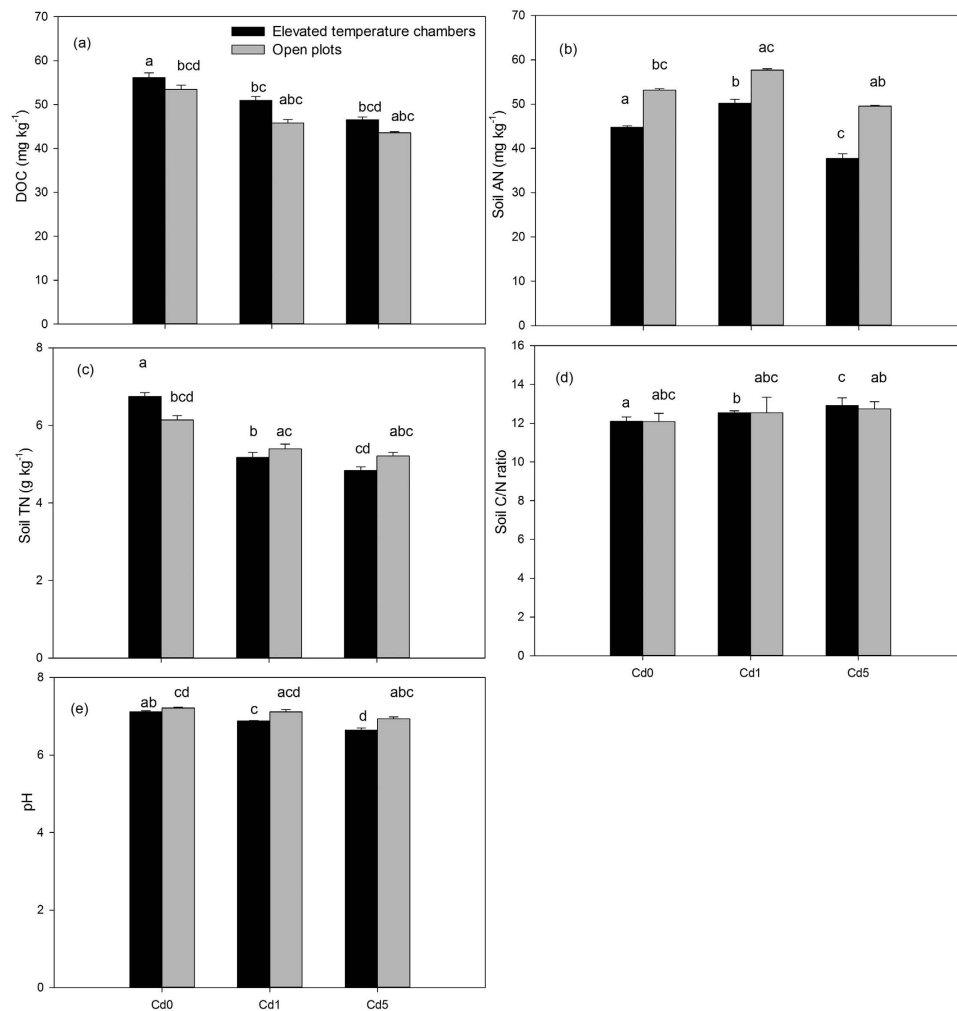 (a)
Elevated temperature chambers
Open plots
DOC (mg kg-1)
70
60
50
40
30
20
10
0
a
bcd
bc
abc
bcd
abc
(b)
Soil AN (mg kg-1)
70
60
50
40
30
20
10
0
a
bc
b
ac
c
ab
(c)
Soil TN (g kg-1)
8
6
4
2
0
a
bcd
b
ac
cd
abc
(d)
Soil C/N ratio
16
14
12
10
8
6
4
2
0
a
abc
b
abc
c
ab
Cd0
Cd1
Cd5
(e)
pH
8
6
4
2
0
ab
cd
c
acd
d
abc
Cd0
Cd1
Cd5